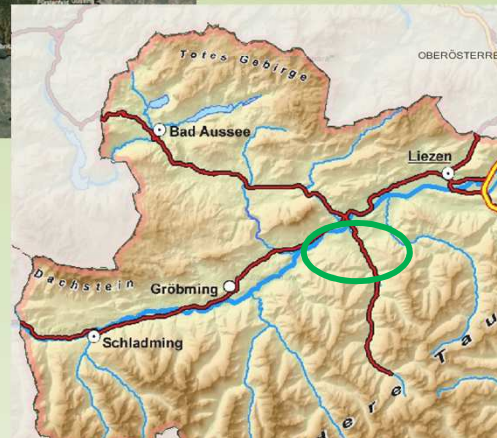 Totes Gebirge
OBERÖSTERRE
Bad Aussee
Liezen
Dachstein
Gröbming
Schladming
dere Tau